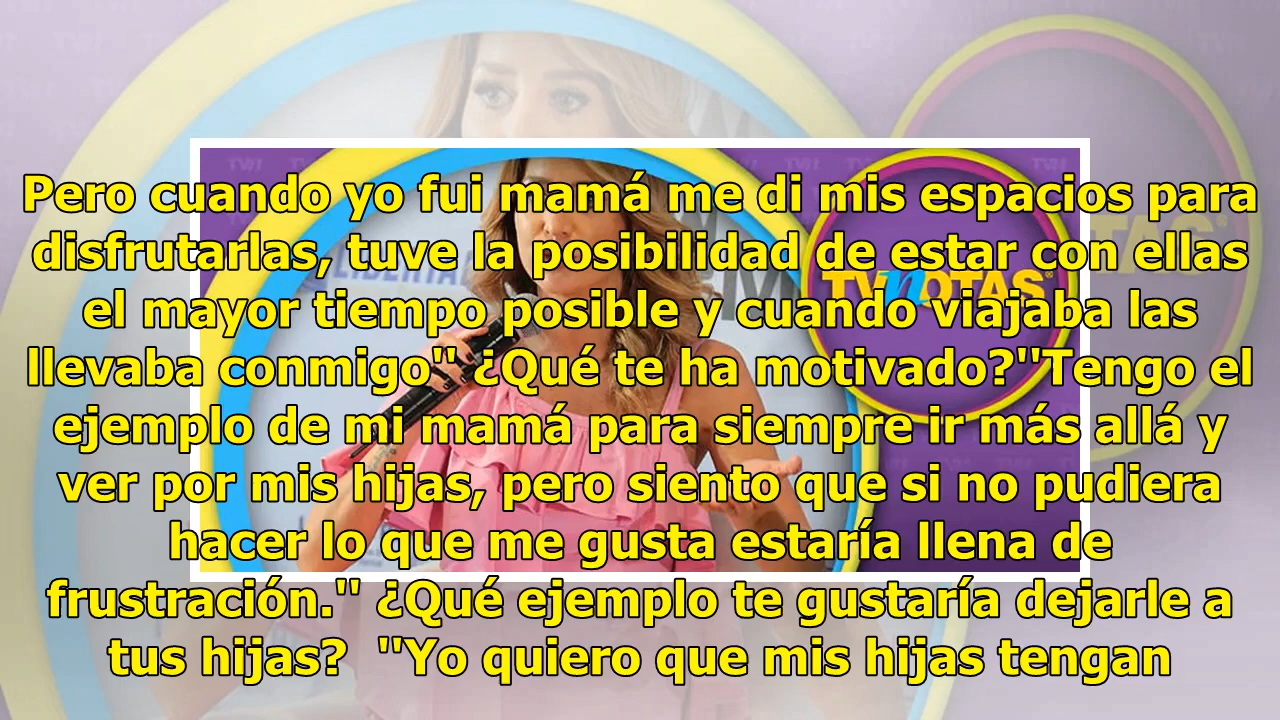 Pero cuando yo fui mamá me di mis espacios para
disfrutarlas, tuve la posibilidad de estar con ellas
el mayor tiempo posible y cuando viajaba las
llevaba conmigo" ¿Qué te ha motivado?"Tengo el
ejemplo de mi mamá para siempre ir más allá y
ver por mis hijas, pero siento que si no pudiera
hacer lo que me gusta estaría llena de
frustración." ¿Qué ejemplo te gustaría dejarle a
tus hijas?  "Yo quiero que mis hijas tengan
TVNOTAS